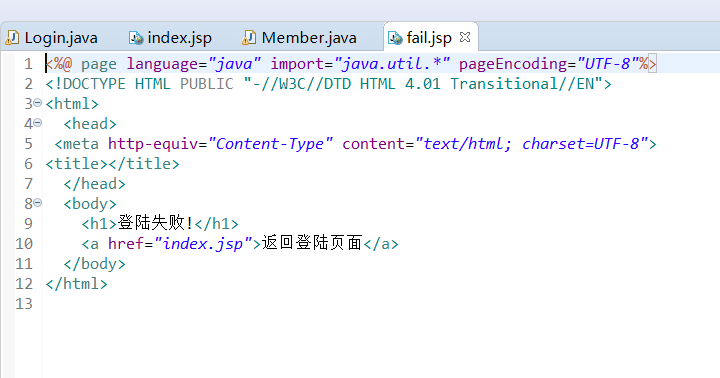 Login.java index.jsp Member.java fail.jsp
1 <%@ page language="java" import="java.util.*" pageEncoding="UTF-8"%>
2 <!DOCTYPE HTML PUBLIC "-//W3C//DTD HTML 4.01 Transitional//EN">
3 <html>
4 <head>
5 <meta http-equiv="Content-Type" content="text/html; charset=UTF-8">
6 <title></title>
7 </head>
8 <body>
9 <h1>登陆失败!</h1>
10 <a href="index.jsp">返回登陆页面</a>
11 </body>
12 </html>
13